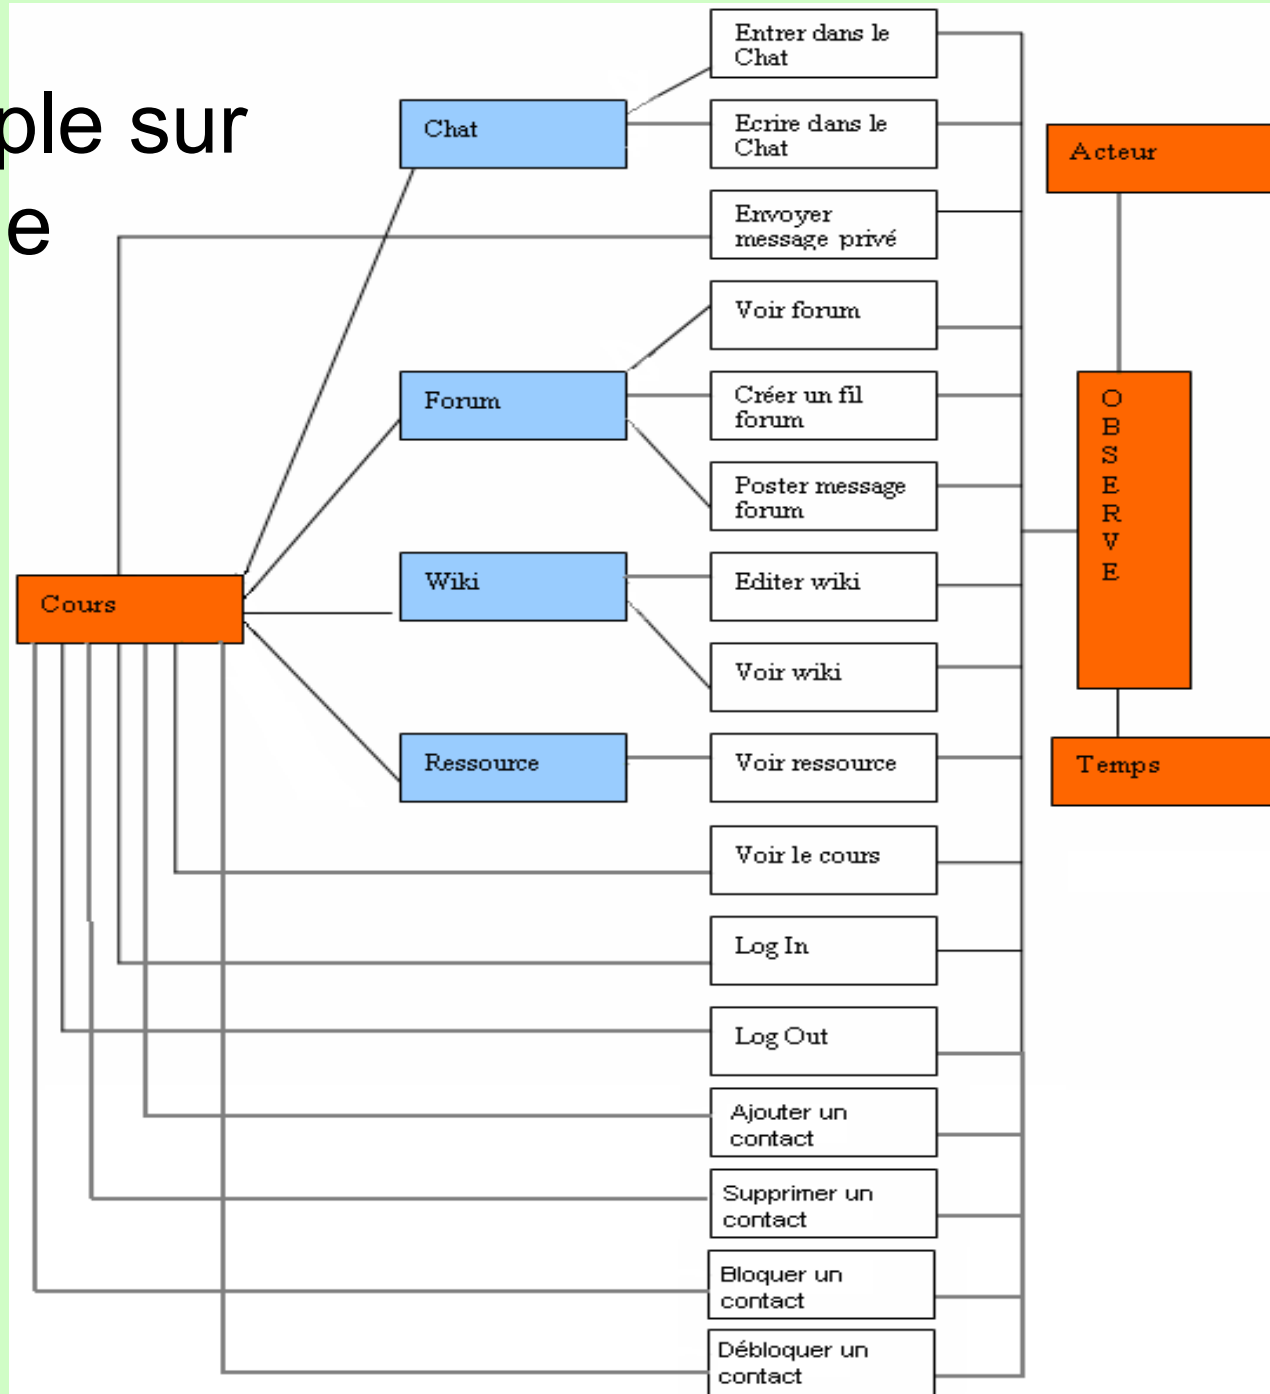 Entrer dans le
Chat
ple sur
e
Chat
Ecrire dans le
Chat
Acteur
Envoyer
message privé
Voir forum
Forum
Créer un fil
forum
O
B
S
E
R
V
E
Poster message
forum
Cours
Wiki
Editer wiki
Voir wiki
Ressource
Voir ressource
Temps
Voir le cours
Log In
Log Out
Ajouter un
contact
Supprimer un
contact
Bloquer un
contact
Débloquer un
contact